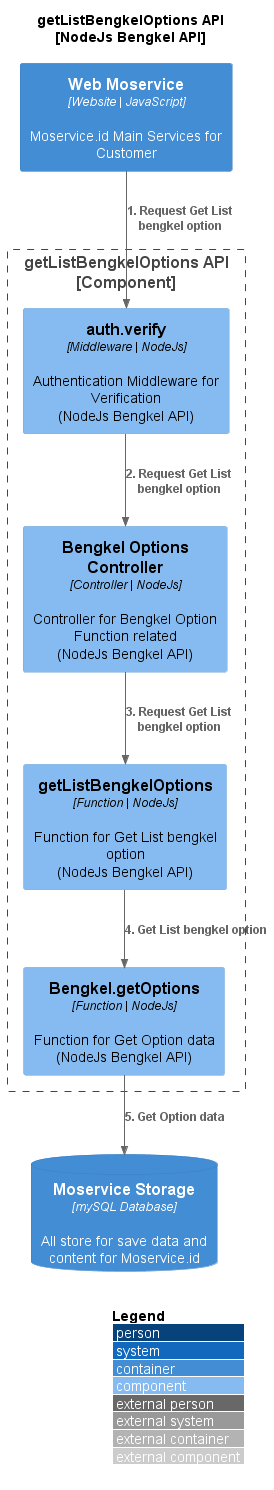 getListBengkelOptions API
[NodeJs Bengkel API]
Web Moservice
[Website | JavaScript]
Moservice.id Main Services for
Customer
1. Request Get List
bengkel option
getListBengkelOptions API
[Component]
auth.verify
[Middleware | NodeJs]
Authentication Middleware for
Verification
(NodeJs Bengkel API)
2. Request Get List
bengkel option
Bengkel Options
Controller
[Controller | NodeJs]
Controller for Bengkel Option
Function related
(NodeJs Bengkel API)
3. Request Get List
bengkel option
getListBengkelOptions
[Function | NodeJs]
Function for Get List bengkel
option
(NodeJs Bengkel API)
4. Get List bengkel option
Bengkel.getOptions
[Function | NodeJs]
Function for Get Option data
(NodeJs Bengkel API)
5. Get Option data
Moservice Storage
[mySQL Database]
All store for save data and
content for Moservice.id
Legend
person
system
container
component
external person
external system
external container
external component